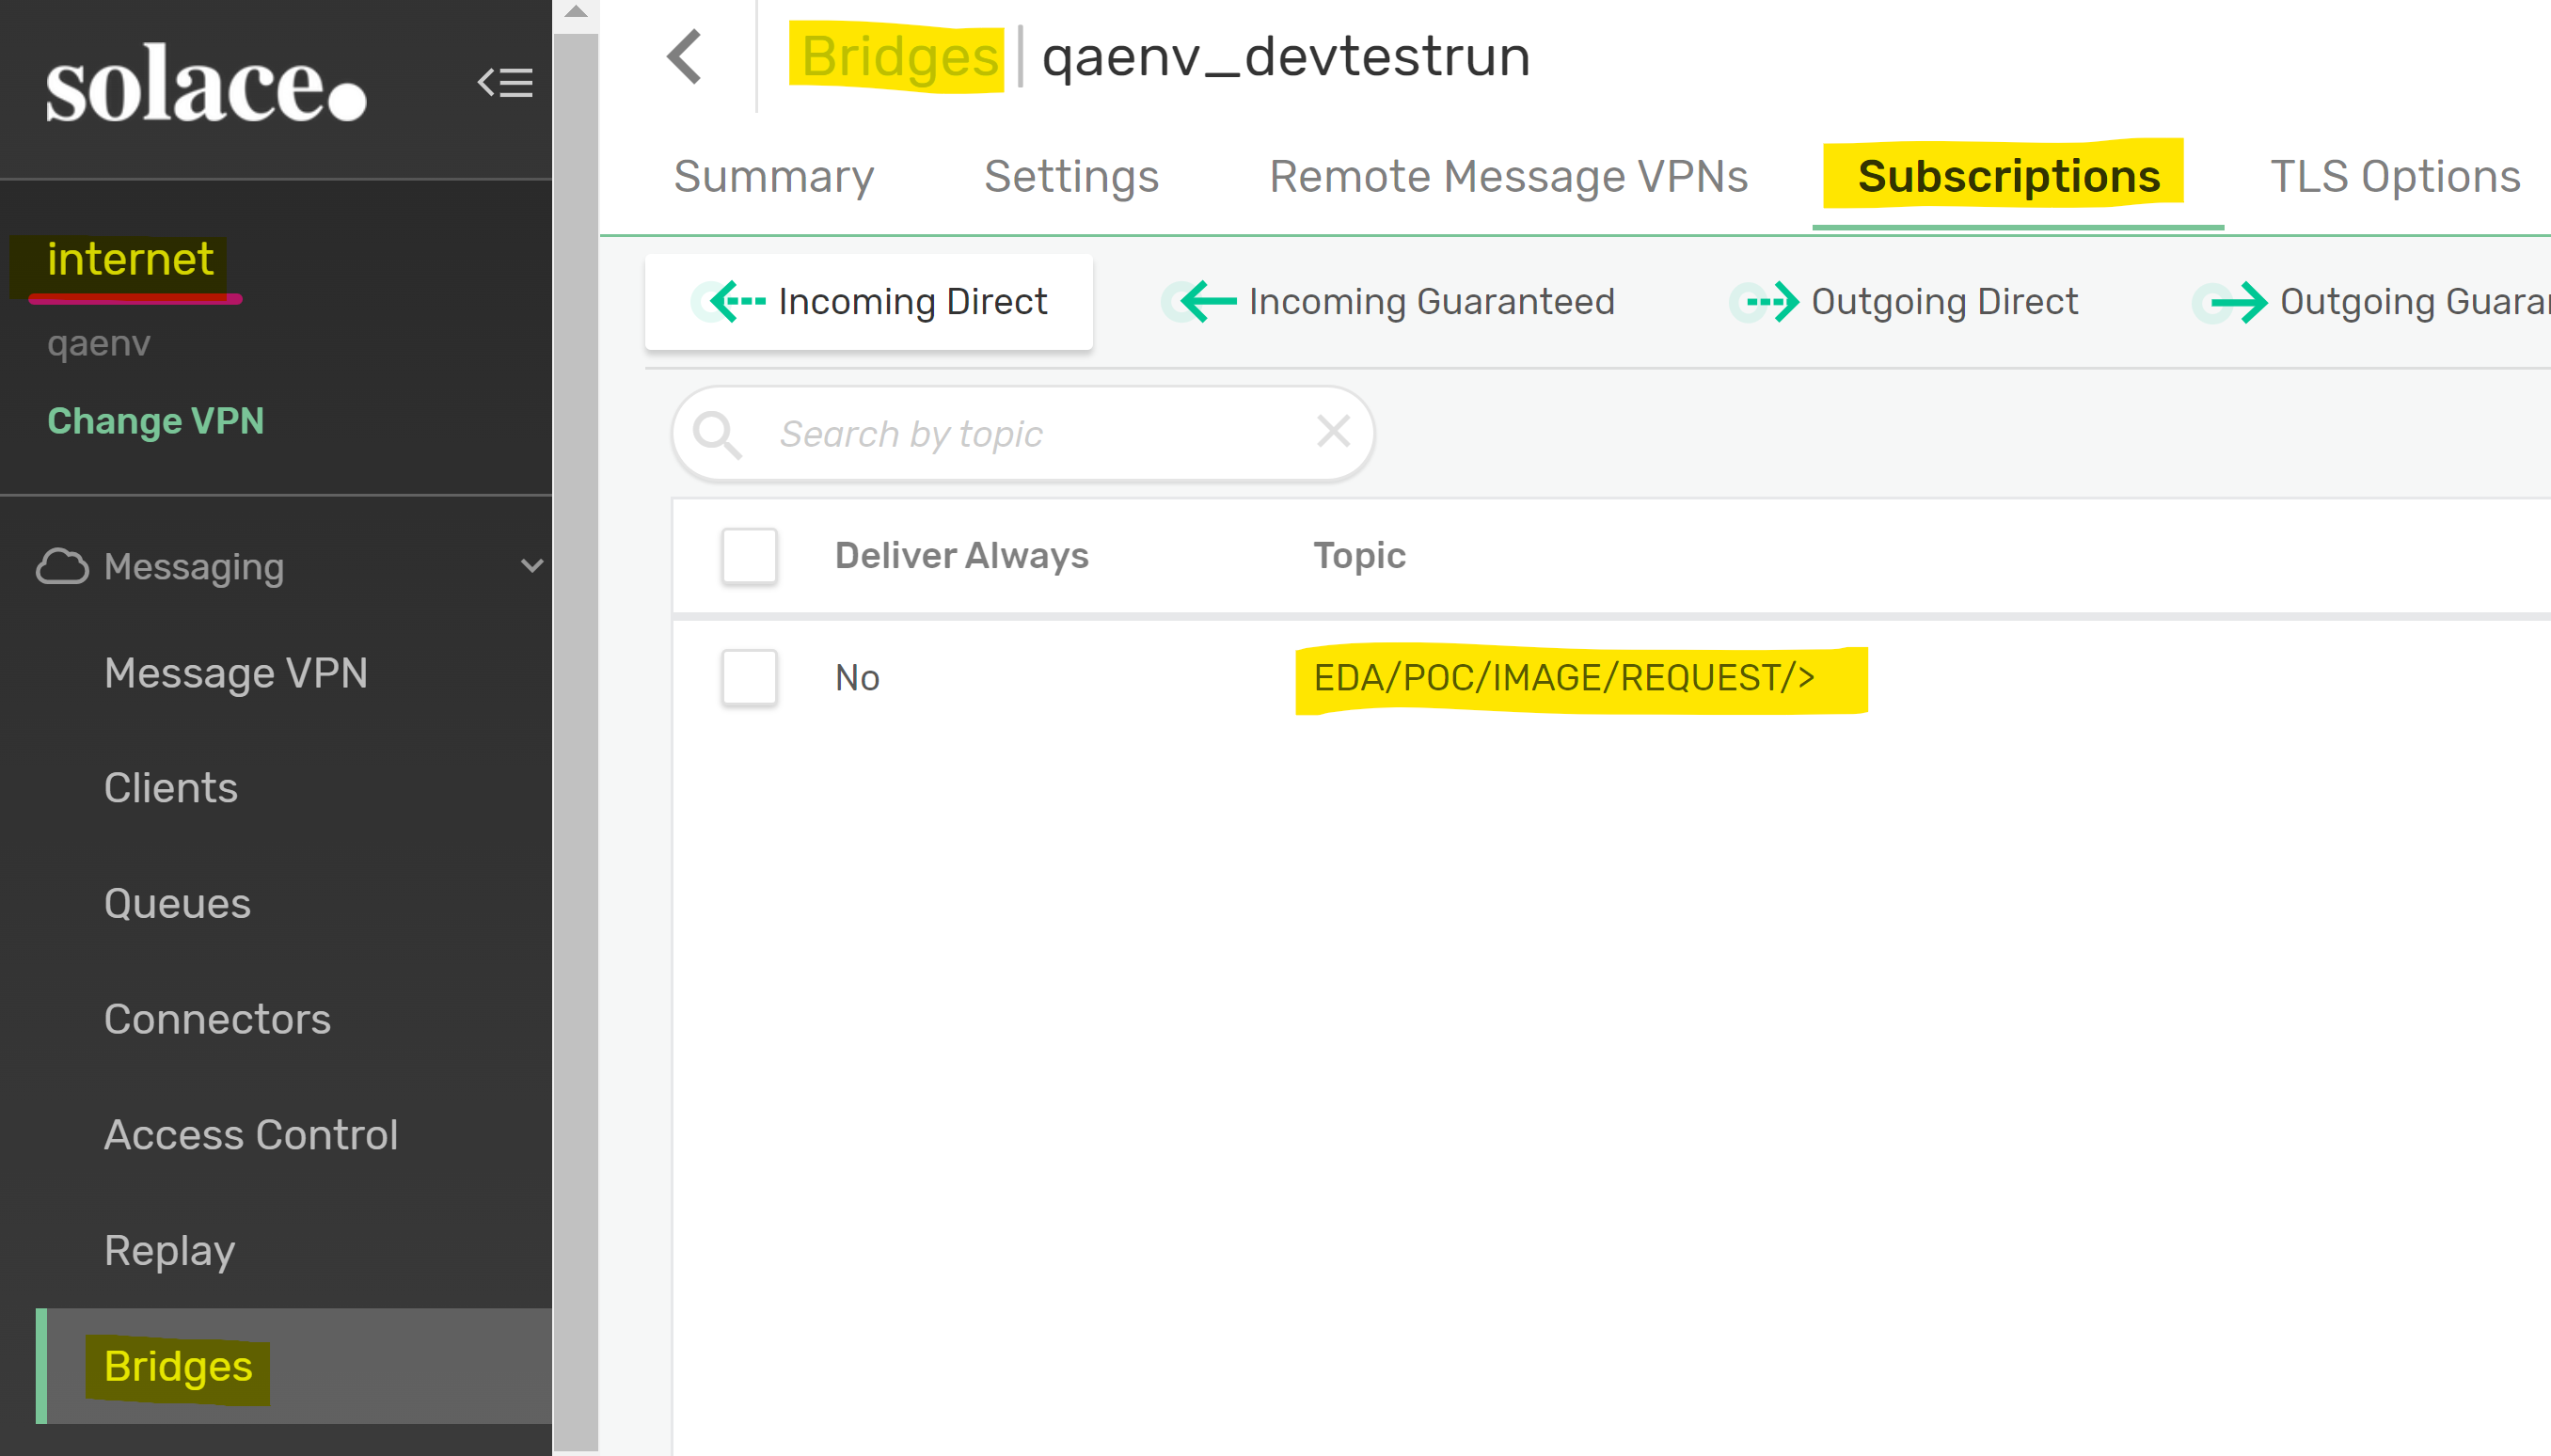 solace.
internet
qaenv
Change VPN
Messaging
Message VPN
Clients
Queues
Connectors
Access Control
Replay
Bridges
Bridges | qaenv_devtestrun
Summary Settings Remote Message VPNs Subscriptions TLS Options
Incoming Direct Incoming Guaranteed Outgoing Direct Outgoing Guarar
Search by topic
Deliver Always Topic
No EDA/POC/IMAGE/REQUEST/>